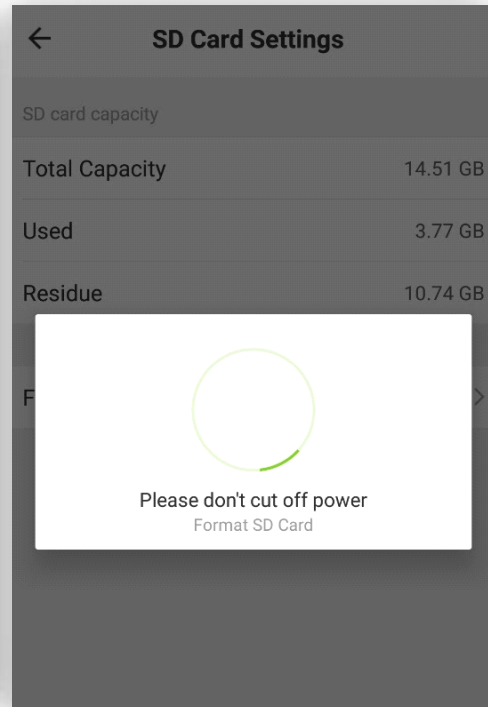 SD Card Settings
SD card capacity
Total Capacity 14.51 GB
Used 3.77 GB
Residue 10.74 GB
F
Please don't cut off power
Format SD Card